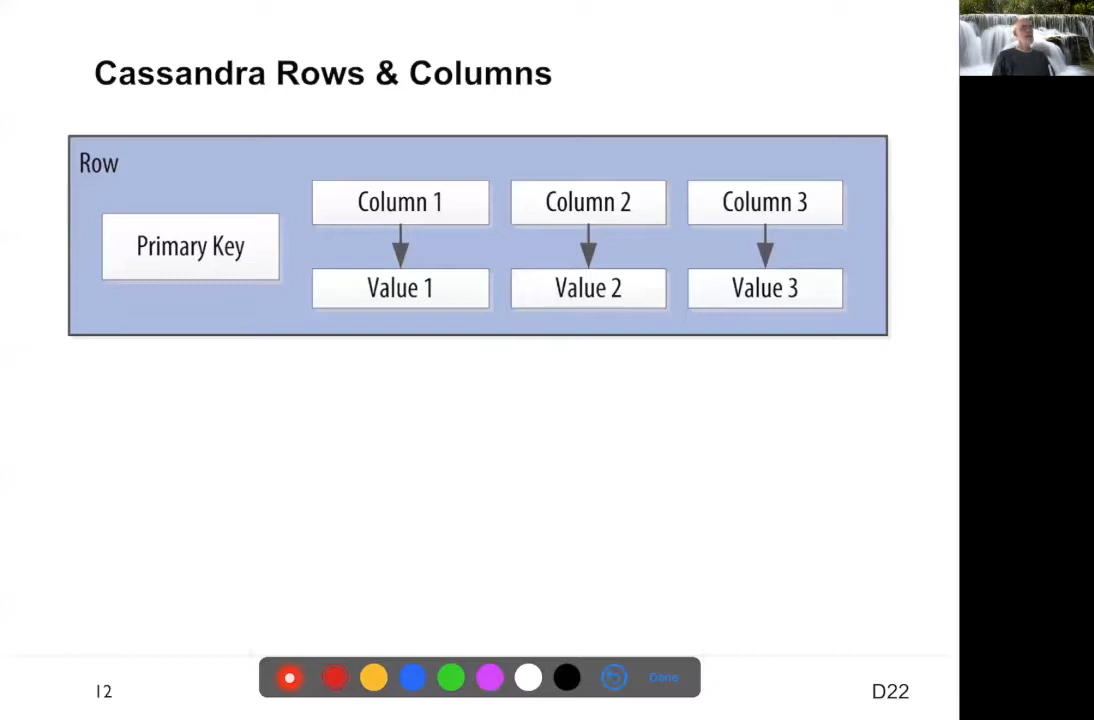 Cassandra Rows & Columns
Row
Primary Key
Column 1
Column 2
Column 3
Value 1
Value 2
Value 3
12
Done
D22